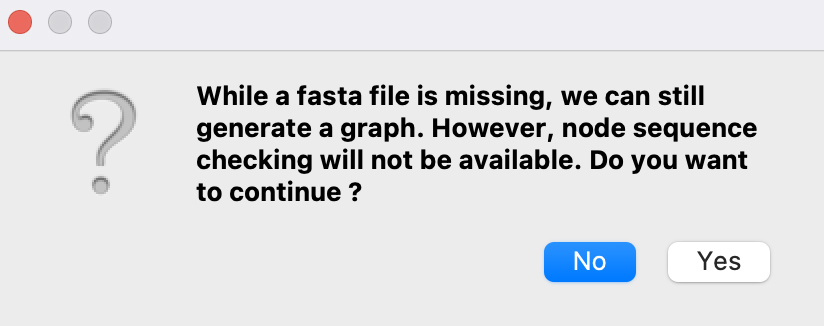 While a fasta file is missing, we can still
generate a graph. However, node sequence
checking will not be available. Do you want
to continue ?
No Yes